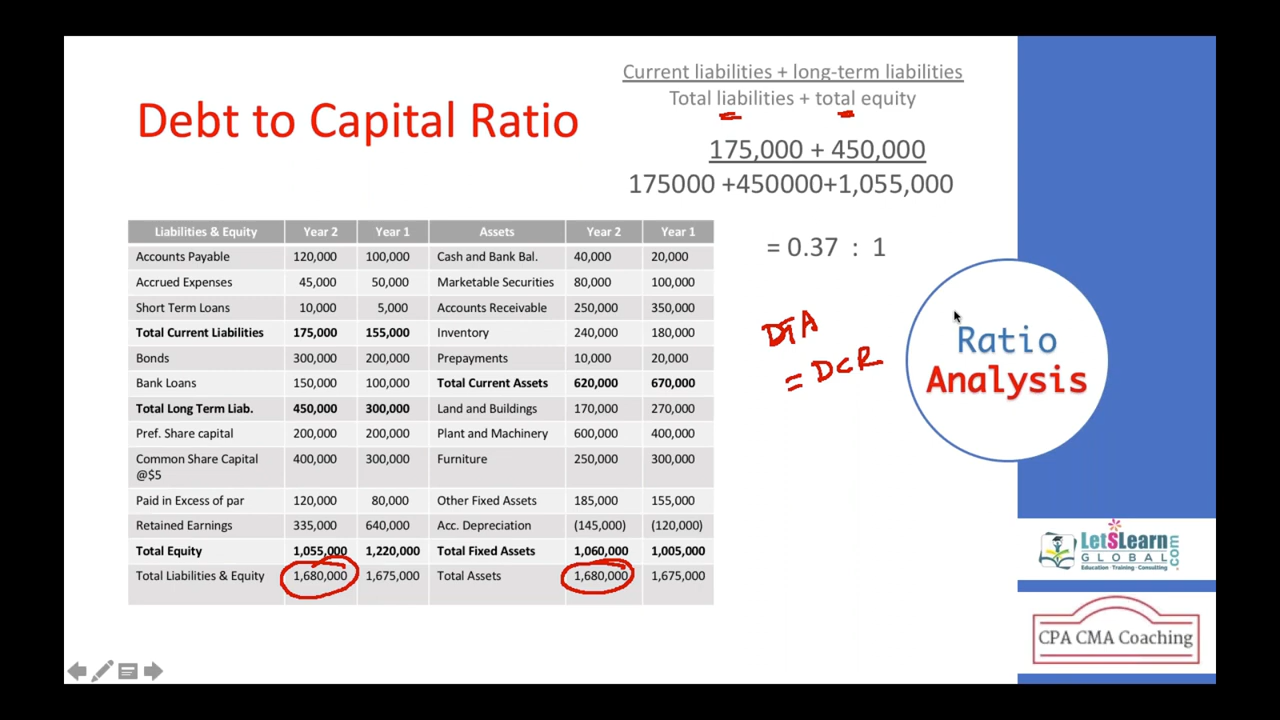 Debt to Capital Ratio
Current liabilities + long-term liabilities
Total liabilities + total equity
175,000 + 450,000
175000 +450000+1,055,000
= 0.37 : 1
Liabilities & Equity Year 2 Year 1 Assets Year 2 Year 1
Accounts Payable 120,000 100,000 Cash and Bank Bal. 40,000 20,000
Accrued Expenses 45,000 50,000 Marketable Securities 80,000 100,000
Short Term Loans 10,000 5,000 Accounts Receivable 250,000 350,000
Total Current Liabilities 175,000 155,000 Inventory 240,000 180,000
Bonds 300,000 200,000 Prepayments 10,000 20,000
Bank Loans 150,000 100,000 Total Current Assets 620,000 670,000
Total Long Term Liab. 450,000 300,000 Land and Buildings 170,000 270,000
Pref. Share capital 200,000 200,000 Plant and Machinery 600,000 400,000
Common Share Capital 400,000 300,000 Furniture 250,000 300,000
@$5
Paid in Excess of par 120,000 80,000 Other Fixed Assets 185,000 155,000
Retained Earnings 335,000 640,000 Acc. Depreciation (145,000) (120,000)
Total Equity 1,055,000 1,220,000 Total Fixed Assets 1,060,000 1,005,000
Total Liabilities & Equity 1,680,000 1,675,000 Total Assets 1,680,000 1,675,000
DTA
= DCR
Ratio
Analysis
LetSLearn
GLOBAL
.com
Education - Training - Consulting
CPA CMA Coaching